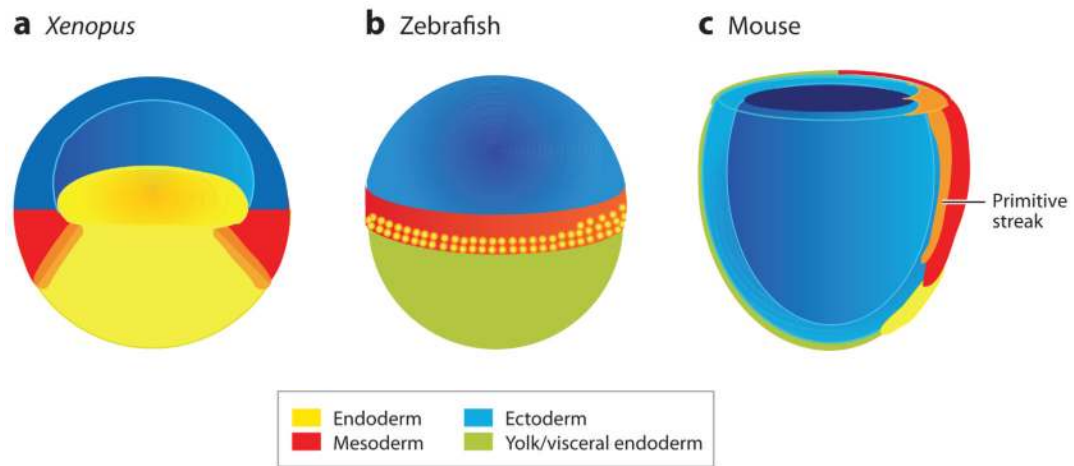 a Xenopus
b Zebrafish
c Mouse
Primitive
streak
Endoderm
Ectoderm
Mesoderm
Yolk/visceral endoderm